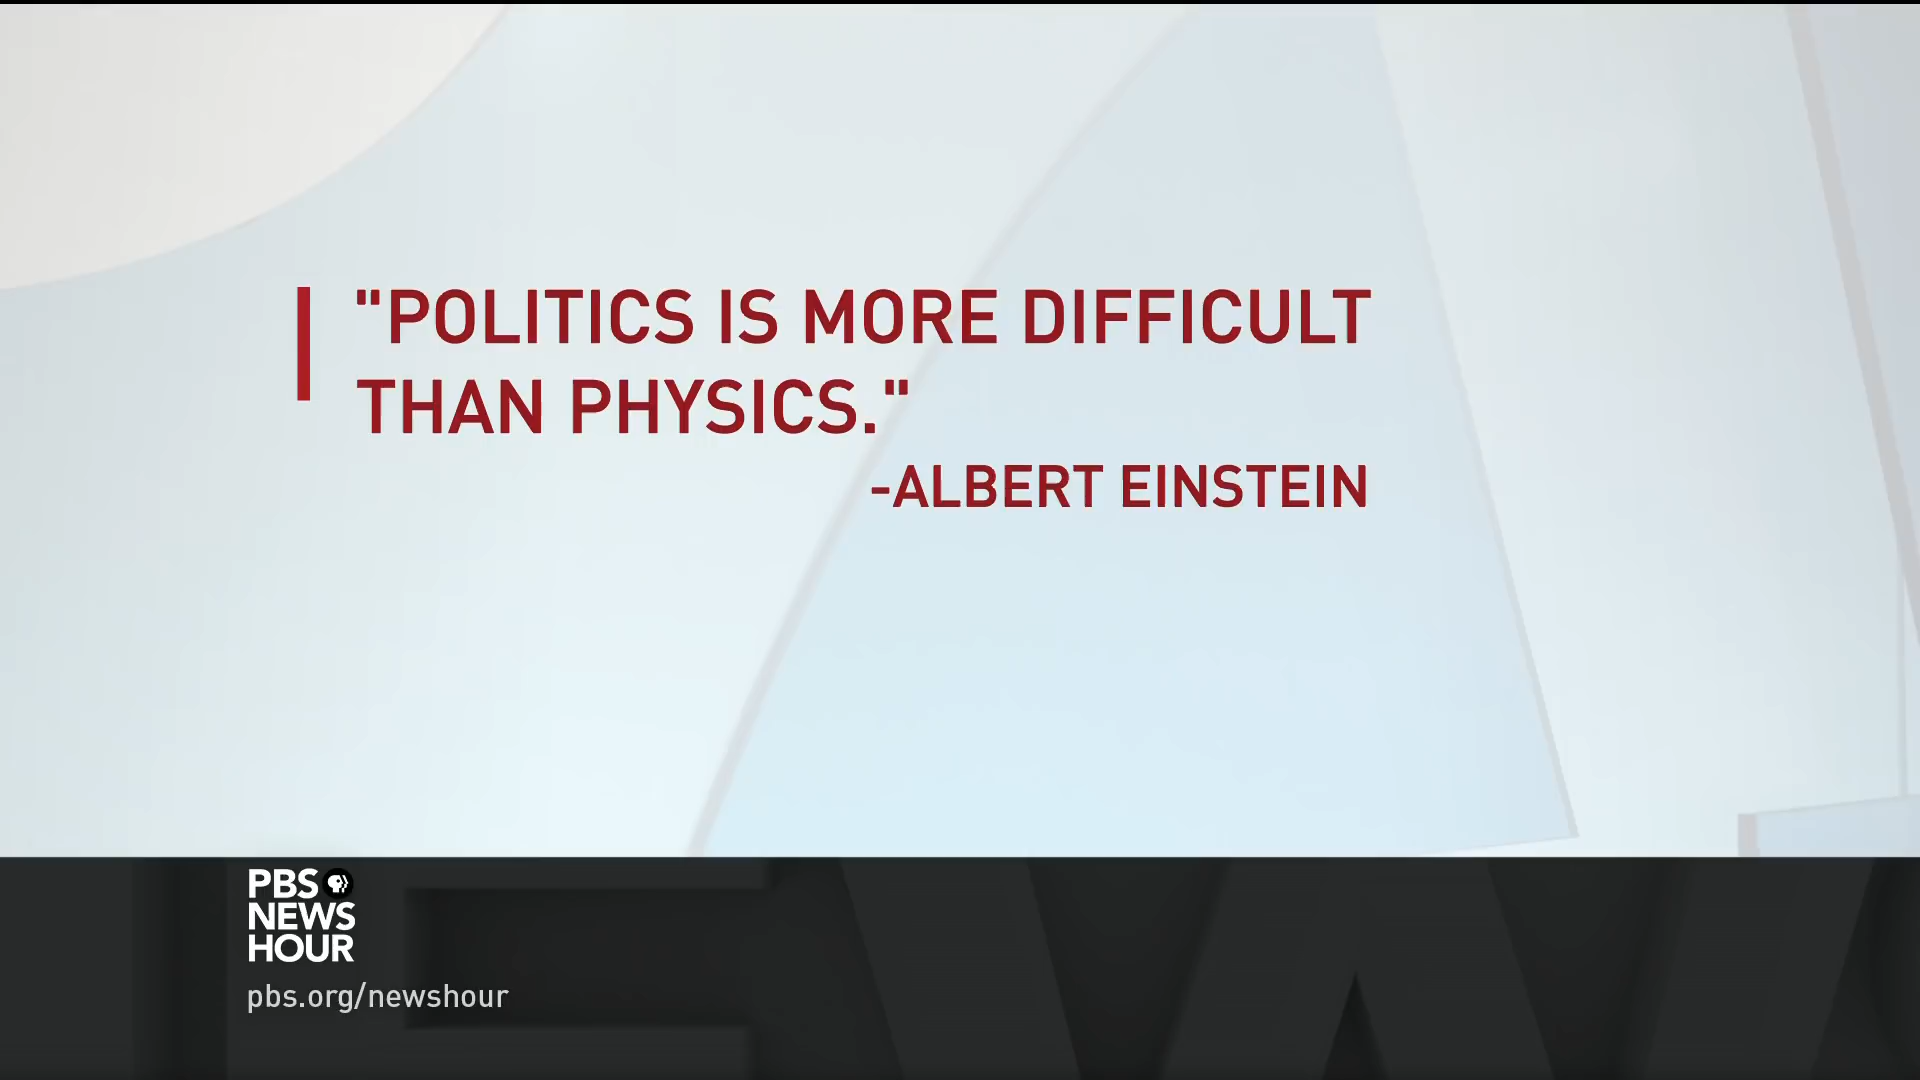 "POLITICS IS MORE DIFFICULT
THAN PHYSICS."
-ALBERT EINSTEIN
PBS
NEWS
HOUR
pbs.org/newshour